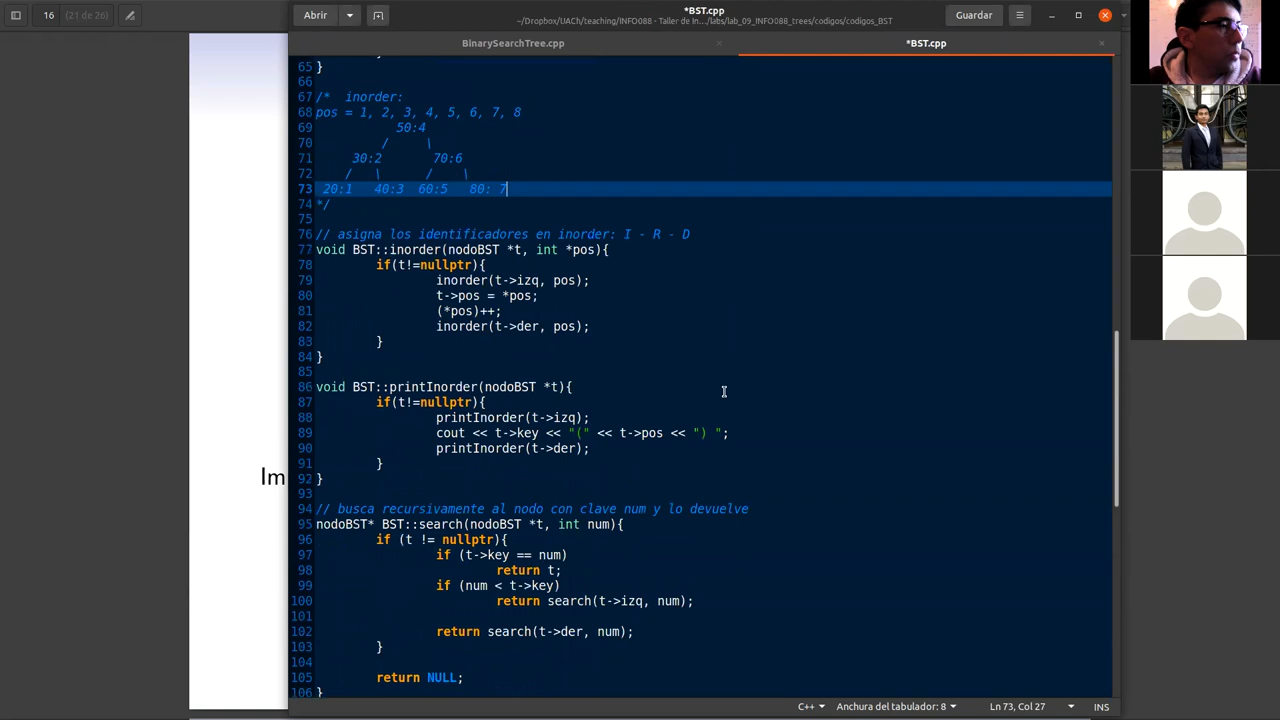 16 (21 de 26)
Abrir
*BST.cpp
~/Dropbox/UACh/teaching/INFO088 - Taller de In.../labs/lab_09_INFO088_trees/codigos/codigos_BST
Guardar
BinarySearchTree.cpp
*BST.cpp
65 }
66
67 /* inorder:
68 pos = 1, 2, 3, 4, 5, 6, 7, 8
69 50:4
70 / \
71 30:2 70:6
72 / \ / \
73 20:1 40:3 60:5 80: 7
74 */
75
76 // asigna los identificadores en inorder: I - R - D
77 void BST::inorder(nodoBST *t, int *pos){
78 if(t!=nullptr){
79 inorder(t->izq, pos);
80 t->pos = *pos;
81 (*pos)++;
82 inorder(t->der, pos);
83 }
84 }
85
86 void BST::printInorder(nodoBST *t){
87 if(t!=nullptr){
88 printInorder(t->izq);
89 cout << t->key << "(" << t->pos << ") ";
90 printInorder(t->der);
91 }
92 }
93
94 // busca recursivamente al nodo con clave num y lo devuelve
95 nodoBST* BST::search(nodoBST *t, int num){
96 if (t != nullptr){
97 if (t->key == num)
98 return t;
99 if (num < t->key)
100 return search(t->izq, num);
101
102 return search(t->der, num);
103 }
104
105 return NULL;
106 }
Im
C++
Anchura del tabulador: 8
Ln 73, Col 27
INS